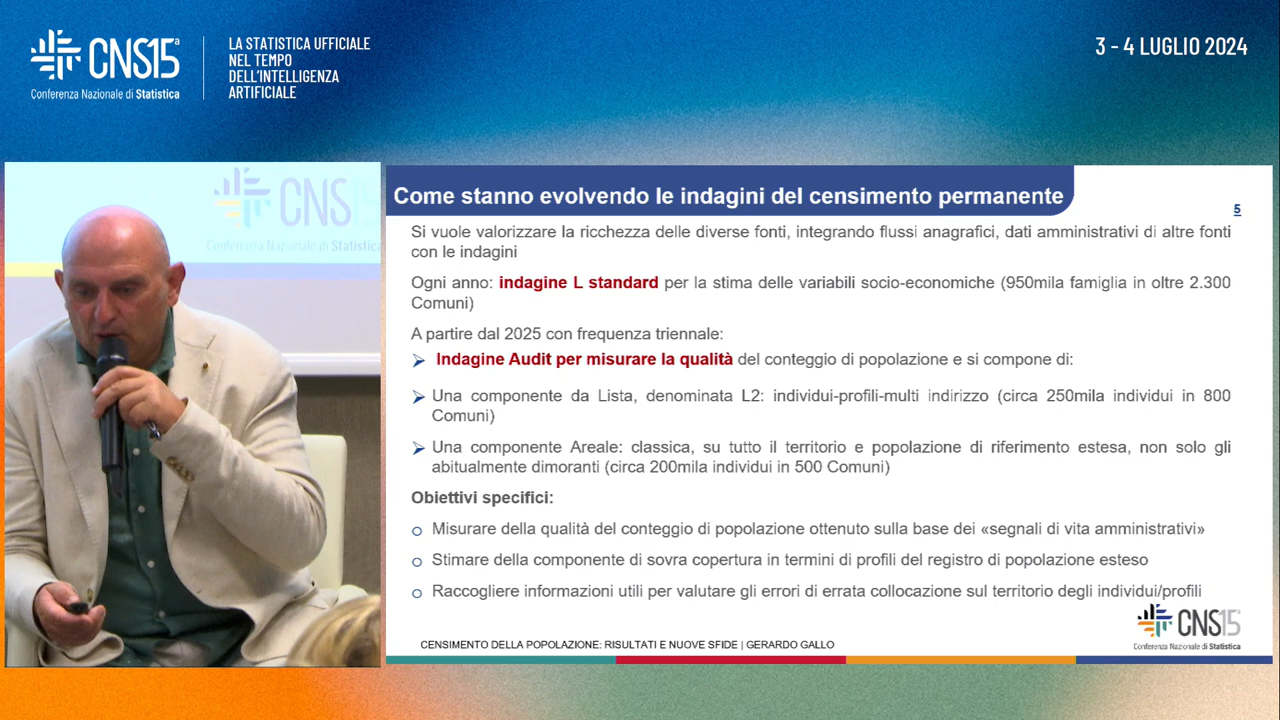 CNS15ª
Conferenza Nazionale di Statistica
LA STATISTICA UFFICIALE
NEL TEMPO
DELL'INTELLIGENZA
ARTIFICIALE
3 - 4 LUGLIO 2024
CNS15
Conferenza Nazionale di Statistica
Come stanno evolvendo le indagini del censimento permanente
5
Si vuole valorizzare la ricchezza delle diverse fonti, integrando flussi anagrafici, dati amministrativi di altre fonti
con le indagini
Ogni anno: indagine L standard per la stima delle variabili socio-economiche (950mila famiglia in oltre 2.300
Comuni)
A partire dal 2025 con frequenza triennale:
➢ Indagine Audit per misurare la qualità del conteggio di popolazione e si compone di:
➢ Una componente da Lista, denominata L2: individui-profili-multi indirizzo (circa 250mila individui in 800
Comuni)
➢ Una componente Areale: classica, su tutto il territorio e popolazione di riferimento estesa, non solo gli
abitualmente dimoranti (circa 200mila individui in 500 Comuni)
Obiettivi specifici:
o Misurare della qualità del conteggio di popolazione ottenuto sulla base dei «segnali di vita amministrativi»
o Stimare della componente di sovra copertura in termini di profili del registro di popolazione esteso
o Raccogliere informazioni utili per valutare gli errori di errata collocazione sul territorio degli individui/profili
CENSIMENTO DELLA POPOLAZIONE: RISULTATI E NUOVE SFIDE | GERARDO GALLO
CNS15ª
Conferenza Nazionale di Statistica